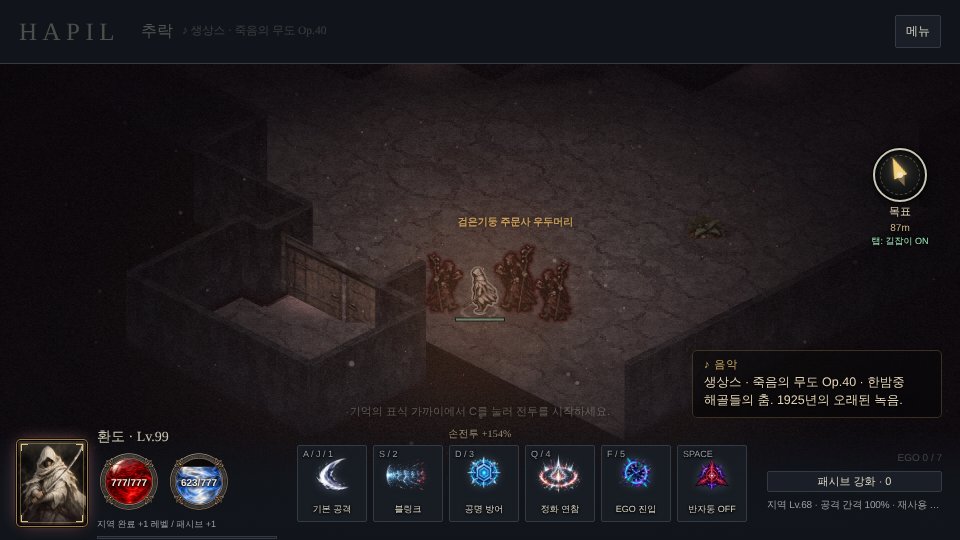 HAPIL 추락 ♪ 생상스 · 죽음의 무도 Op.40
메뉴
목표
87m
탭: 길잡이 ON
검은기둥 주문사 우두머리
♪ 음악
생상스 · 죽음의 무도 Op.40 · 한밤중
해골들의 춤. 1925년의 오래된 녹음.
기억의 표식 가까이에서 C를 눌러 전투를 시작하세요.
손전투 +154%
환도 · Lv.99
777/777
623/777
지역 완료 +1 레벨 / 패시브 +1
A / J / 1
기본 공격
S / 2
블링크
D / 3
공명 방어
Q / 4
정화 연참
F / 5
EGO 진입
SPACE
반자동 OFF
EGO 0 / 7
패시브 강화 · 0
지역 Lv.68 · 공격 간격 100% · 재사용 ...